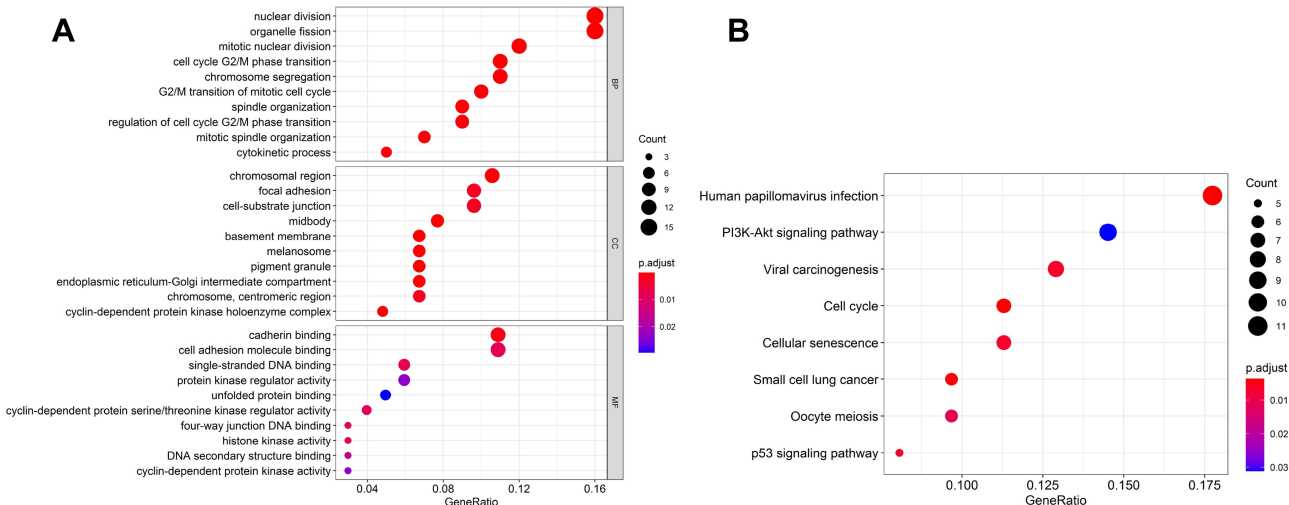 A
nuclear division
organelle fission
mitotic nuclear division
cell cycle G2/M phase transition
chromosome segregation
G2/M transition of mitotic cell cycle
spindle organization
regulation of cell cycle G2/M phase transition
mitotic spindle organization
cytokinetic process
BP
chromosomal region
focal adhesion
cell-substrate junction
midbody
basement membrane
melanosome
pigment granule
endoplasmic reticulum-Golgi intermediate compartment
chromosome, centromeric region
cyclin-dependent protein kinase holoenzyme complex
CC
cadherin binding
cell adhesion molecule binding
single-stranded DNA binding
protein kinase regulator activity
unfolded protein binding
cyclin-dependent protein serine/threonine kinase regulator activity
four-way junction DNA binding
histone kinase activity
DNA secondary structure binding
cyclin-dependent protein kinase activity
MF
0.04 0.08 0.12 0.16
GeneRatio
Count
3
6
9
12
15
p.adjust
0.01
0.02
B
Human papillomavirus infection
PI3K-Akt signaling pathway
Viral carcinogenesis
Cell cycle
Cellular senescence
Small cell lung cancer
Oocyte meiosis
p53 signaling pathway
0.100 0.125 0.150 0.175
GeneRatio
Count
5
6
7
8
9
10
11
p.adjust
0.01
0.02
0.03